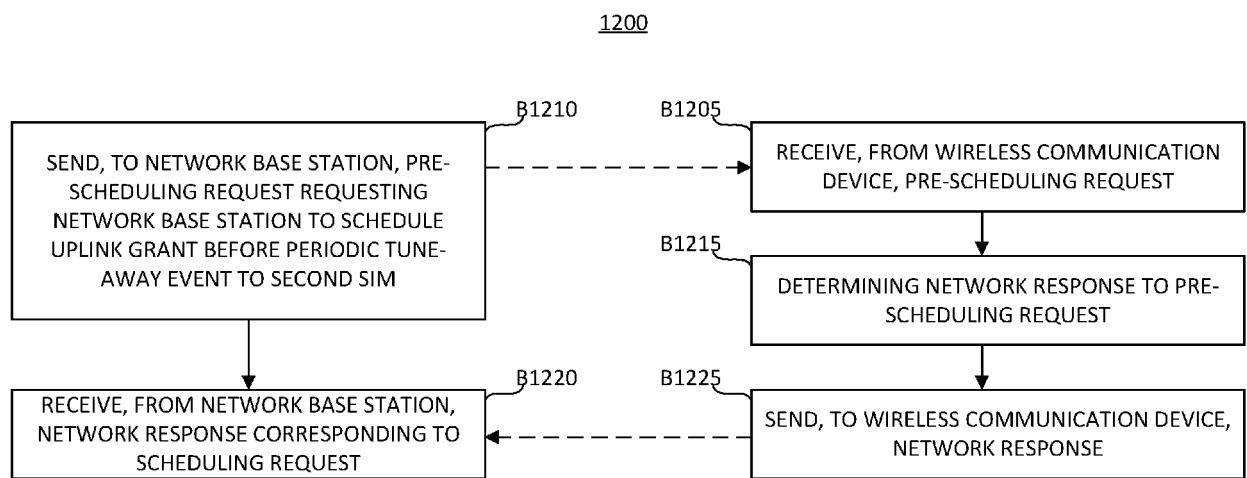 1200
B1210
SEND, TO NETWORK BASE STATION, PRE-
SCHEDULING REQUEST REQUESTING
NETWORK BASE STATION TO SCHEDULE
UPLINK GRANT BEFORE PERIODIC TUNE-
AWAY EVENT TO SECOND SIM
B1205
RECEIVE, FROM WIRELESS COMMUNICATION
DEVICE, PRE-SCHEDULING REQUEST
B1215
DETERMINING NETWORK RESPONSE TO PRE-
SCHEDULING REQUEST
B1220
RECEIVE, FROM NETWORK BASE STATION,
NETWORK RESPONSE CORRESPONDING TO
SCHEDULING REQUEST
B1225
SEND, TO WIRELESS COMMUNICATION DEVICE,
NETWORK RESPONSE